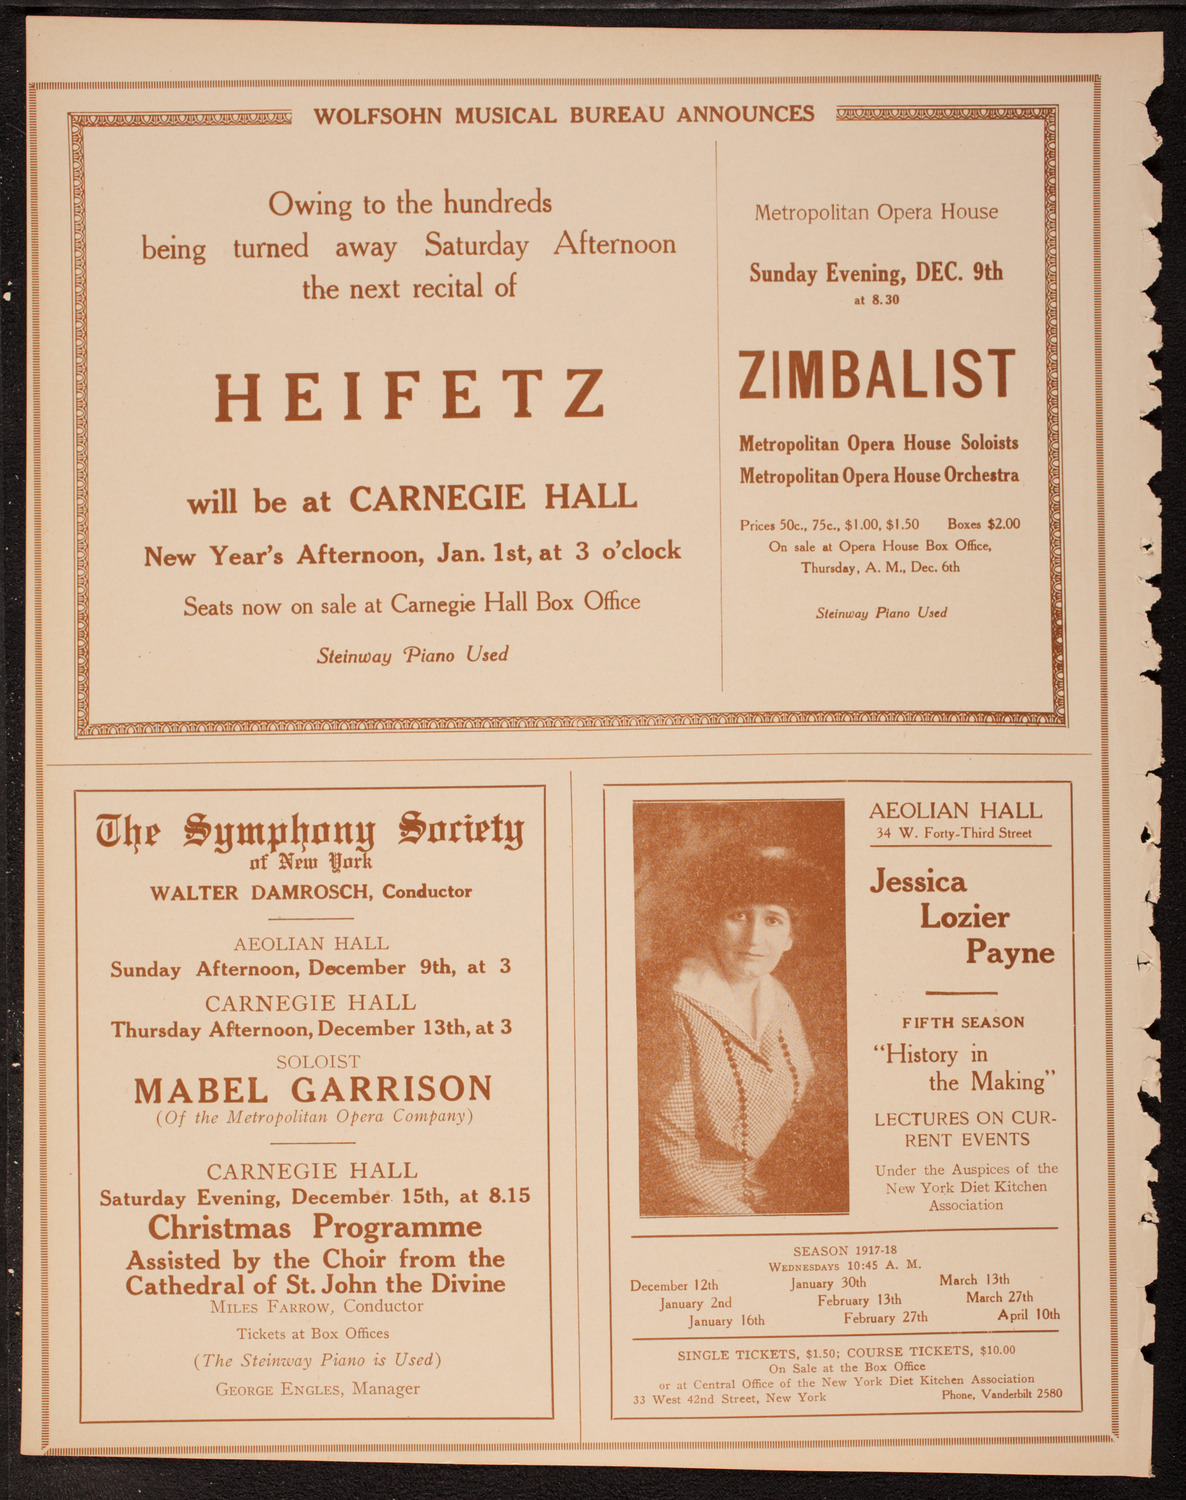 WOLFSOHN MUSICAL BUREAU ANNOUNCES
Owing to the hundreds
being turned away Saturday Afternoon
the next recital of
HEIFETZ
will be at CARNEGIE HALL
New Year's Afternoon, Jan. 1st, at 3 o'clock
Seats now on sale at Carnegie Hall Box Office
Steinway Piano Used
Metropolitan Opera House
Sunday Evening, DEC. 9th
at 8.30
ZIMBALIST
Metropolitan Opera House Soloists
Metropolitan Opera House Orchestra
Prices 50c., 75c., $1.00, $1.50 Boxes $2.00
On sale at Opera House Box Office,
Thursday, A. M., Dec. 6th
Steinway Piano Used
The Symphony Society
of New York
WALTER DAMROSCH, Conductor
AEOLIAN HALL
Sunday Afternoon, December 9th, at 3
CARNEGIE HALL
Thursday Afternoon, December 13th, at 3
SOLOIST
MABEL GARRISON
(Of the Metropolitan Opera Company)
CARNEGIE HALL
Saturday Evening, December 15th, at 8.15
Christmas Programme
Assisted by the Choir from the
Cathedral of St. John the Divine
MILES FARROW, Conductor
Tickets at Box Offices
(The Steinway Piano is Used)
GEORGE ENGLES, Manager
AEOLIAN HALL
34 W. Forty-Third Street
Jessica
Lozier
Payne
FIFTH SEASON
"History in
the Making"
LECTURES ON CUR-
RENT EVENTS
Under the Auspices of the
New York Diet Kitchen
Association
SEASON 1917-18
WEDNESDAYS 10:45 A. M.
December 12th January 30th March 13th
January 2nd February 13th March 27th
January 16th February 27th April 10th
SINGLE TICKETS, $1.50; COURSE TICKETS, $10.00
On Sale at the Box Office
or at Central Office of the New York Diet Kitchen Association
33 West 42nd Street, New York Phone, Vanderbilt 2580